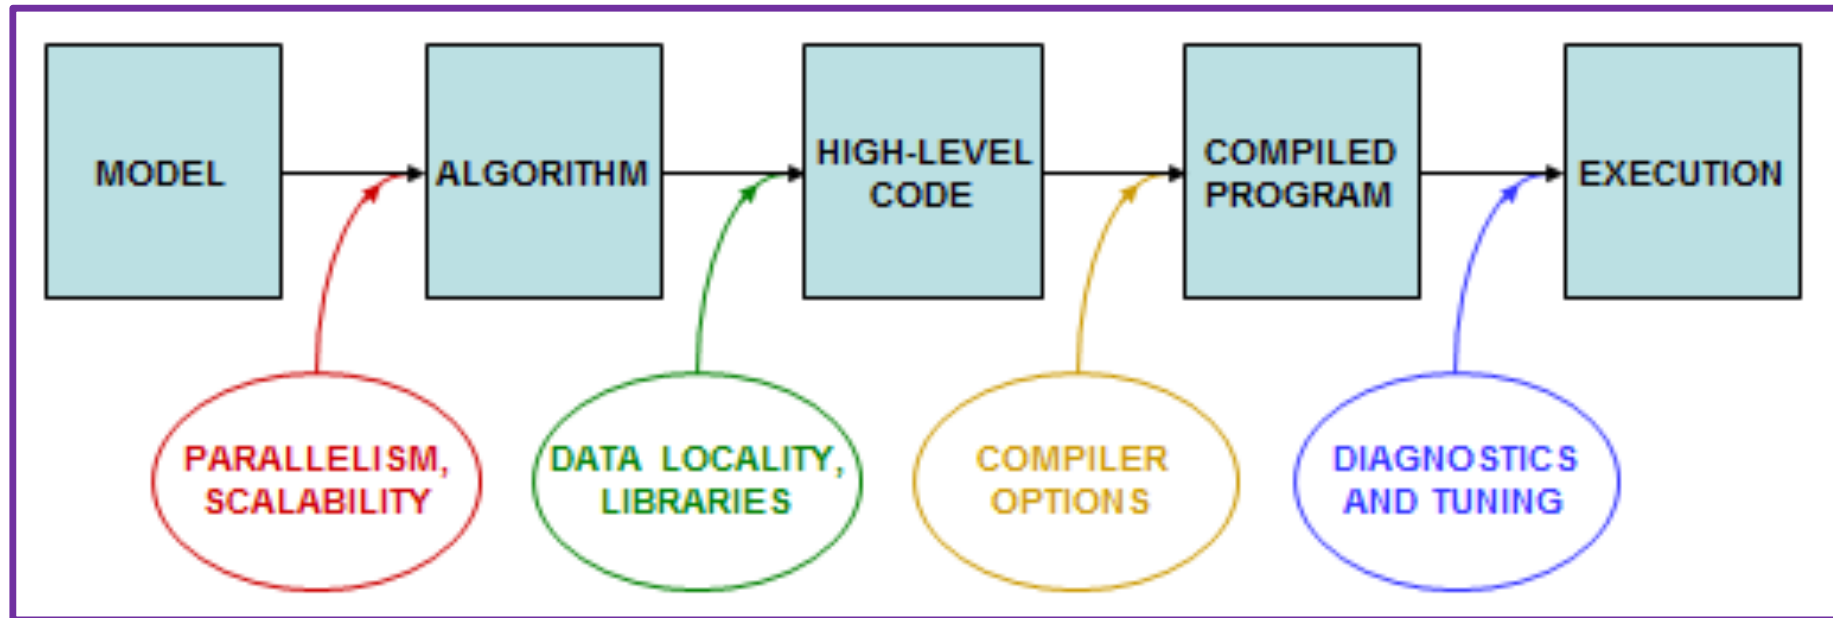 MODEL
ALGORITHM
HIGH-LEVEL
CODE
COMPILED
PROGRAM
EXECUTION
PARALLELISM,
SCALABILITY
DATA LOCALITY,
LIBRARIES
COMPILER
OPTIONS
DIAGNOSTICS
AND TUNING